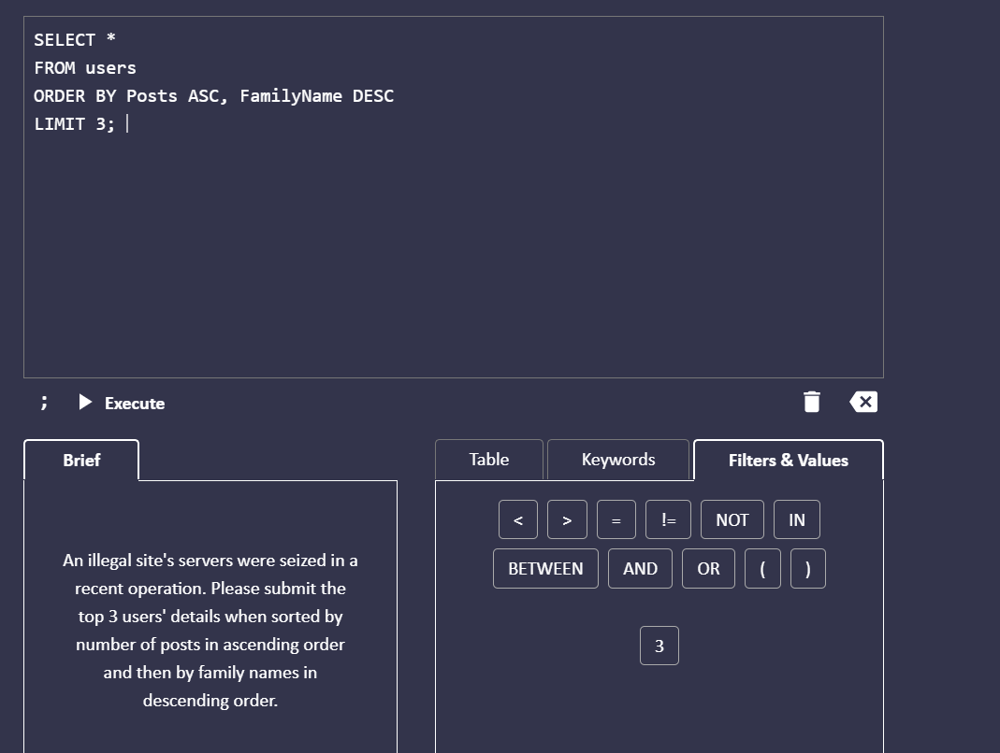 SELECT *
FROM users
ORDER BY Posts ASC, FamilyName DESC
LIMIT 3;
; Execute
Brief
An illegal site's servers were seized in a
recent operation. Please submit the
top 3 users' details when sorted by
number of posts in ascending order
and then by family names in
descending order.
Table Keywords Filters & Values
< > = != NOT IN
BETWEEN AND OR ( )
3